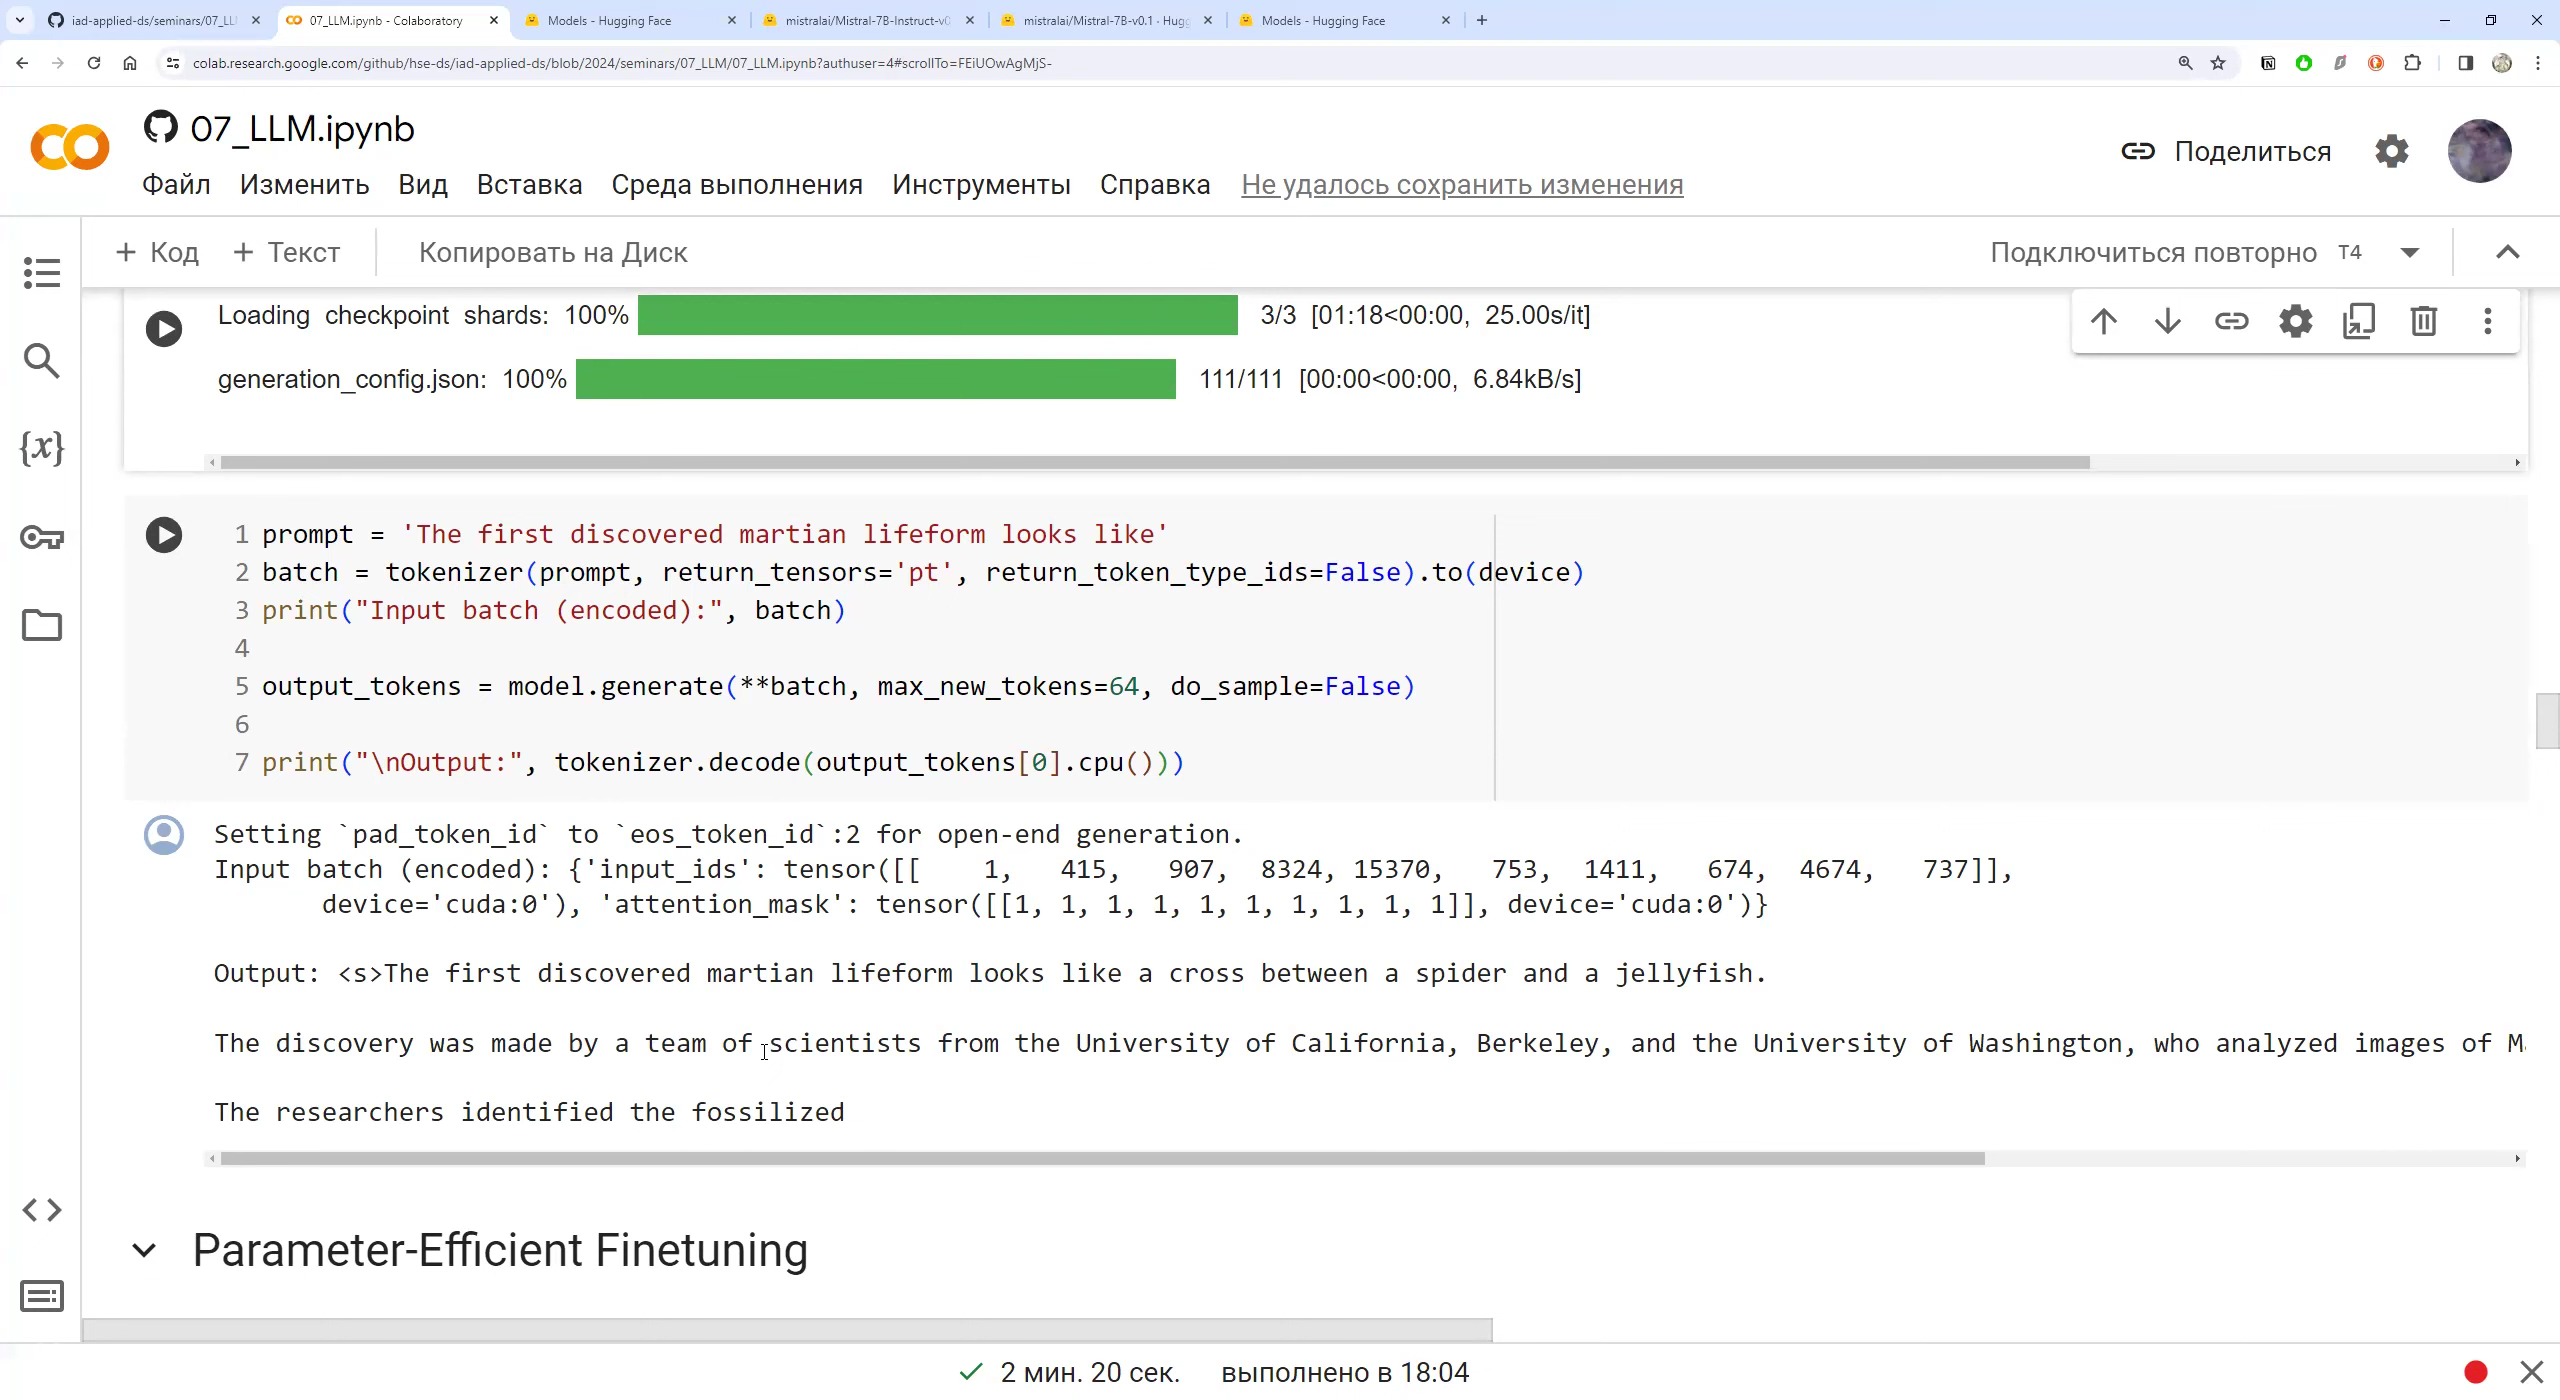 iad-applied-ds/seminars/07_LLI
07_LLM.ipynb - Colaboratory
Models - Hugging Face
mistralai/Mistral-7B-Instruct-v0
mistralai/Mistral-7B-v0.1 · Hugg
Models - Hugging Face
colab.research.google.com/github/hse-ds/iad-applied-ds/blob/2024/seminars/07_LLM/07_LLM.ipynb?authuser=4#scrollTo=FEiUOwAgMjS-
07_LLM.ipynb
Поделиться
Файл Изменить Вид Вставка Среда выполнения Инструменты Справка Не удалось сохранить изменения
+ Код + Текст Копировать на Диск
Подключиться повторно T4
Loading checkpoint shards: 100% 3/3 [01:18<00:00, 25.00s/it]
generation_config.json: 100% 111/111 [00:00<00:00, 6.84kB/s]
{x}
1 prompt = 'The first discovered martian lifeform looks like'
2 batch = tokenizer(prompt, return_tensors='pt', return_token_type_ids=False).to(device)
3 print("Input batch (encoded):", batch)
4
5 output_tokens = model.generate(**batch, max_new_tokens=64, do_sample=False)
6
7 print("\nOutput:", tokenizer.decode(output_tokens[0].cpu()))
Setting `pad_token_id` to `eos_token_id`:2 for open-end generation.
Input batch (encoded): {'input_ids': tensor([[    1,   415,   907,  8324, 15370,   753,  1411,   674,  4674,   737]],
       device='cuda:0'), 'attention_mask': tensor([[1, 1, 1, 1, 1, 1, 1, 1, 1, 1]], device='cuda:0')}
Output: <s>The first discovered martian lifeform looks like a cross between a spider and a jellyfish.
The discovery was made by a team of scientists from the University of California, Berkeley, and the University of Washington, who analyzed images of M
The researchers identified the fossilized
Parameter-Efficient Finetuning
2 мин. 20 сек. выполнено в 18:04